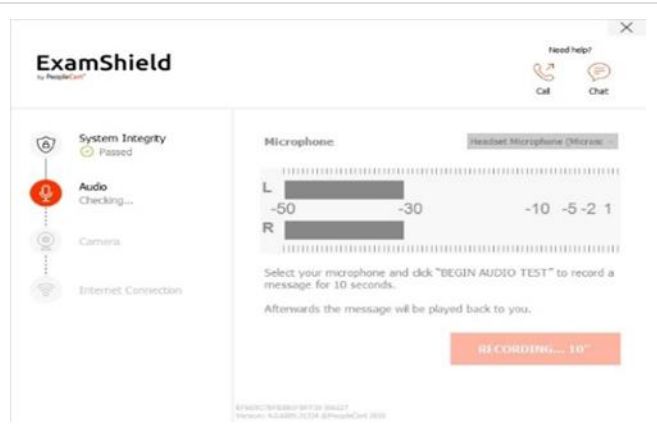 Need help?
ExamShield
by PeopleCert
Call Chat
System Integrity
Passed
Audio
Checking...
Camera
Internet Connection
Microphone
Headset Microphone
L
-50 -30 -10 -5 -2 1
R
Select your microphone and click "BEGIN AUDIO TEST" to record a
message for 10 seconds.
Afterwards the message will be played back to you.
RECORDING... 10"